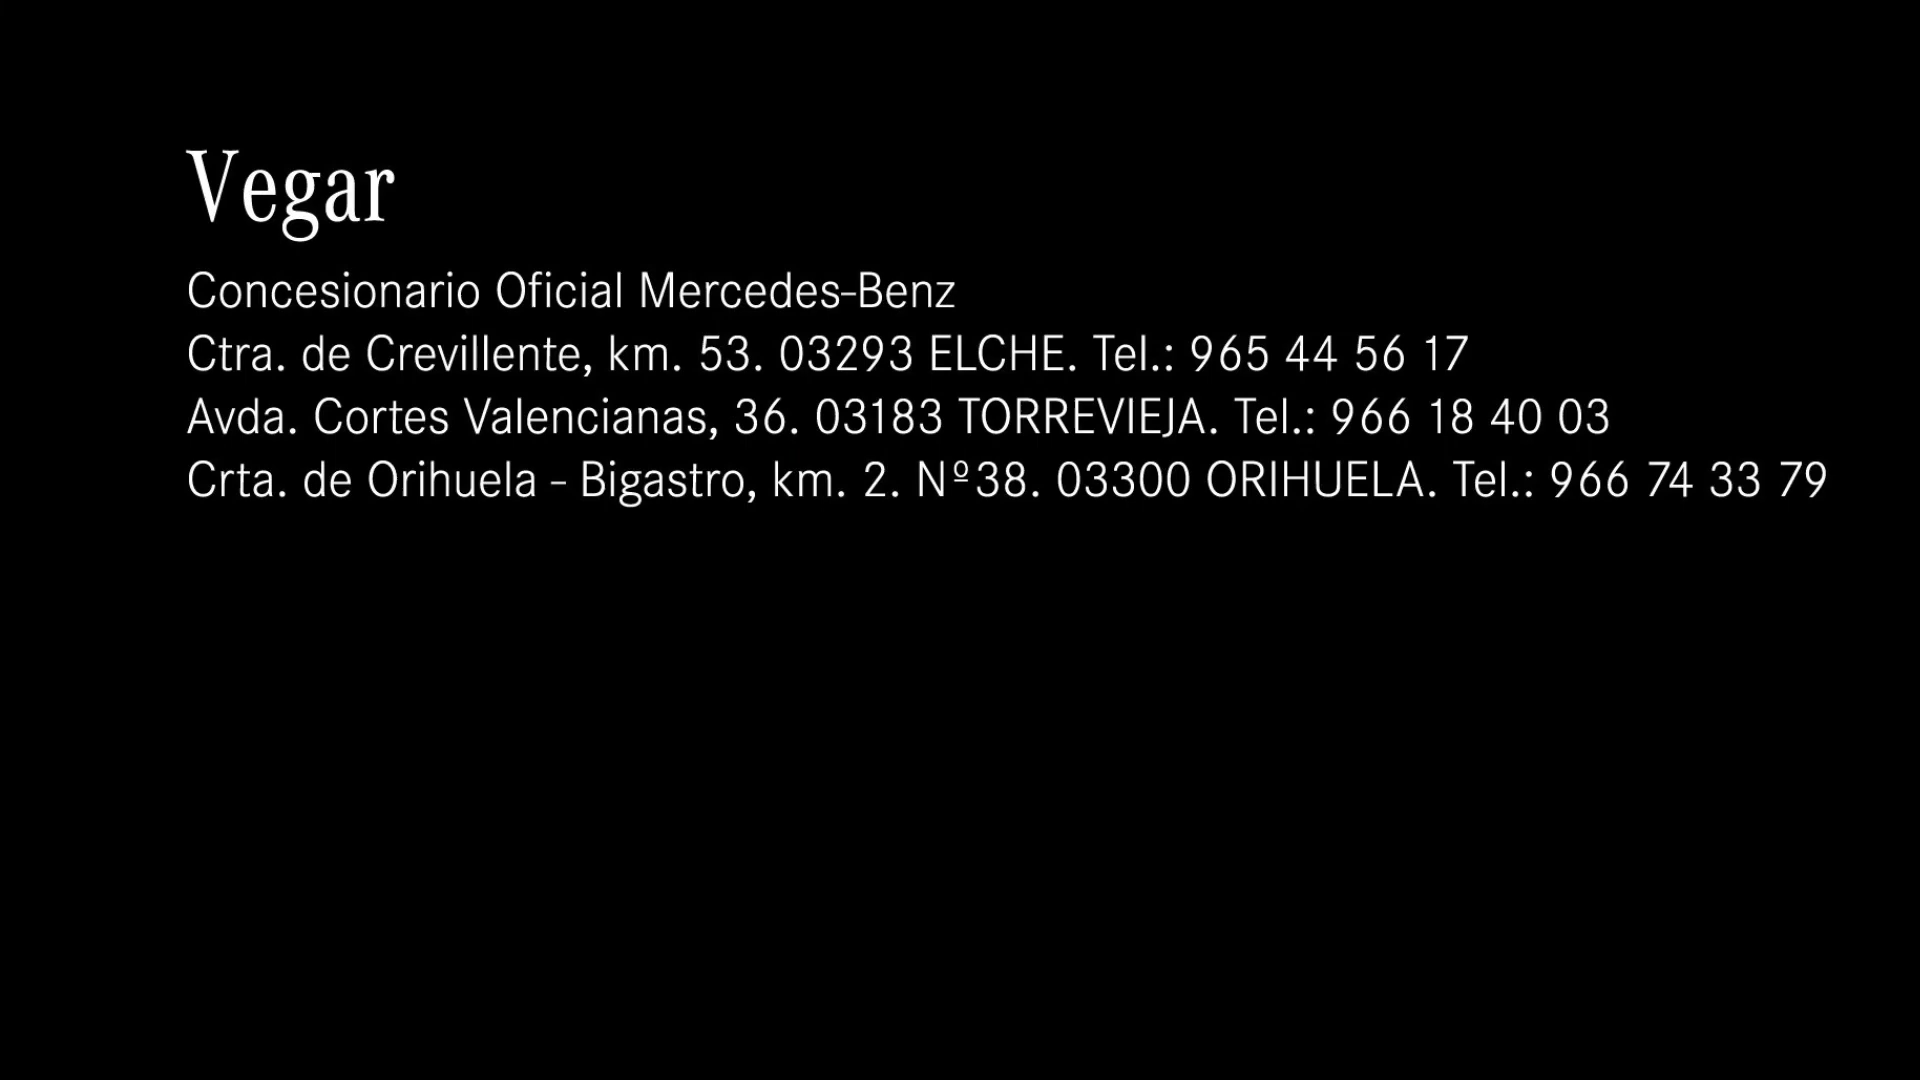 Vegar
Concesionario Oficial Mercedes-Benz
Ctra. de Crevillente, km. 53. 03293 ELCHE. Tel.: 965 44 56 17
Avda. Cortes Valencianas, 36. 03183 TORREVIEJA. Tel.: 966 18 40 03
Crta. de Orihuela - Bigastro, km. 2. Nº38. 03300 ORIHUELA. Tel.: 966 74 33 79